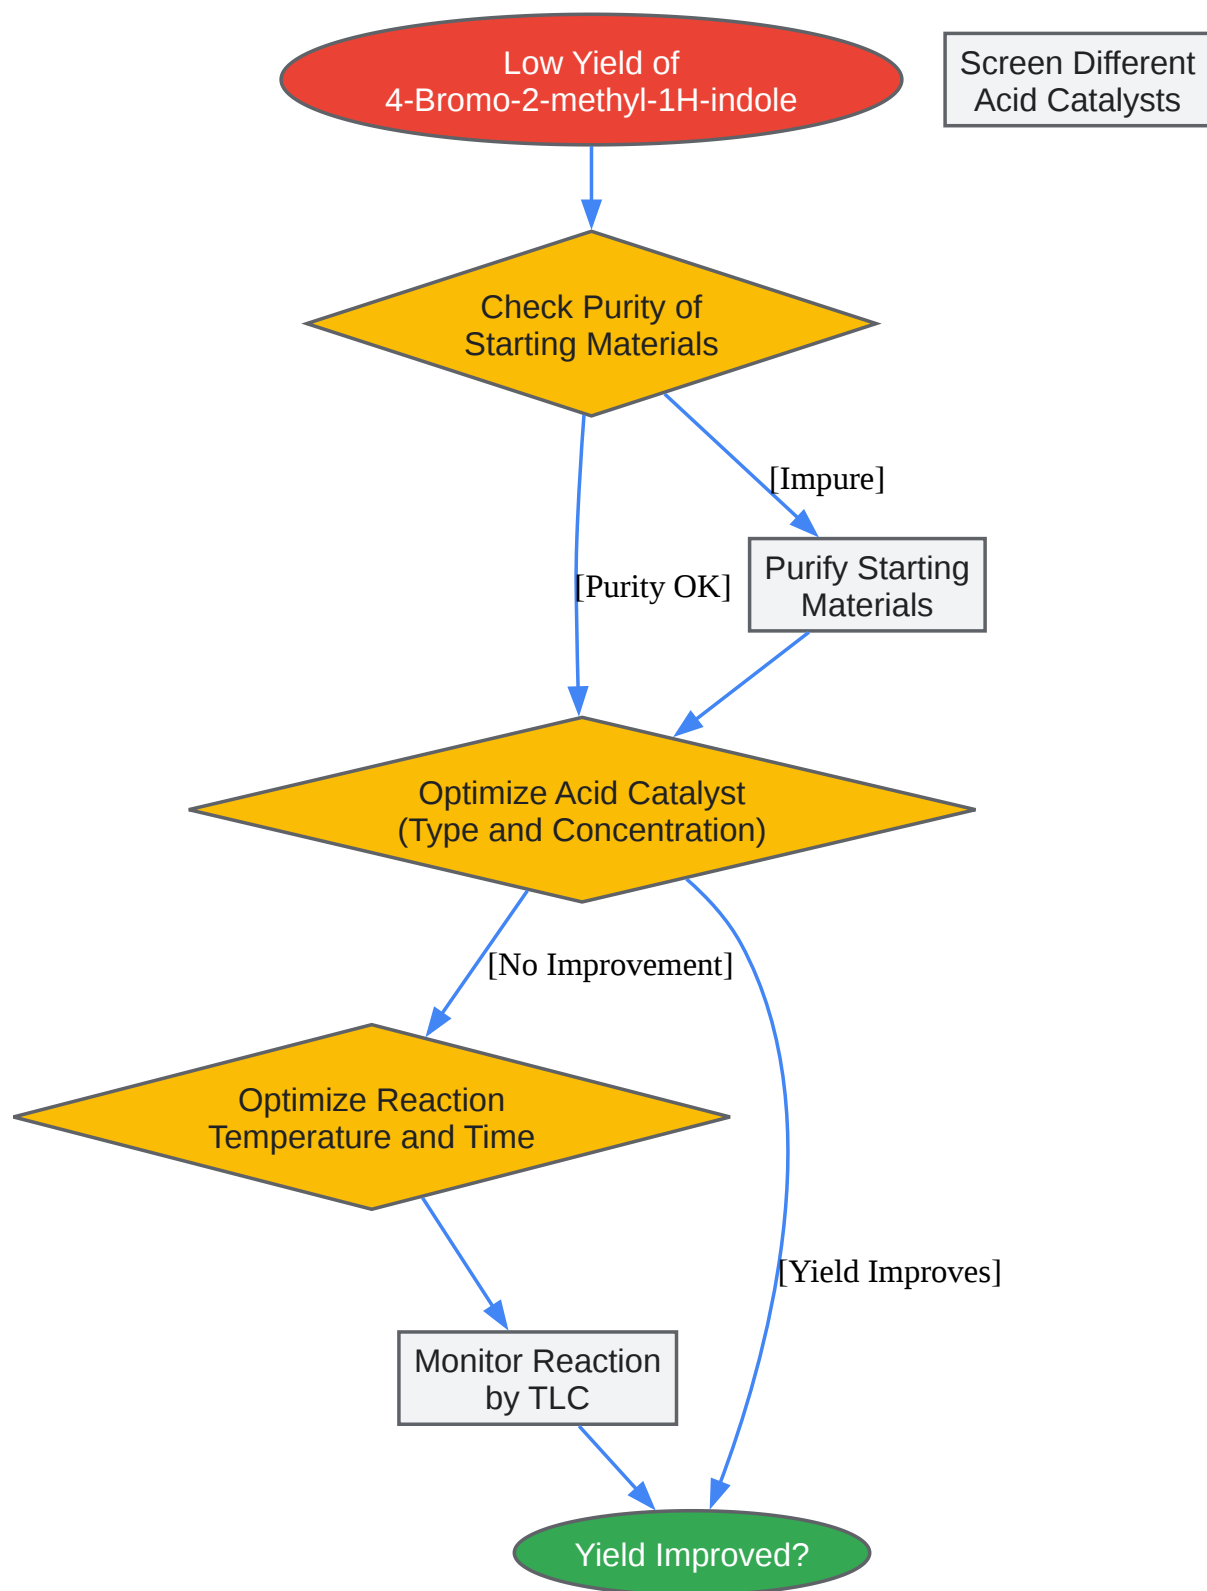 Low Yield of
4-Bromo-2-methyl-1H-indole
Screen Different
Acid Catalysts
Check Purity of
Starting Materials
[Impure]
Purify Starting
Materials
[Purity OK]
Optimize Acid Catalyst
(Type and Concentration)
[No Improvement]
Optimize Reaction
Temperature and Time
[Yield Improves]
Monitor Reaction
by TLC
Yield Improved?